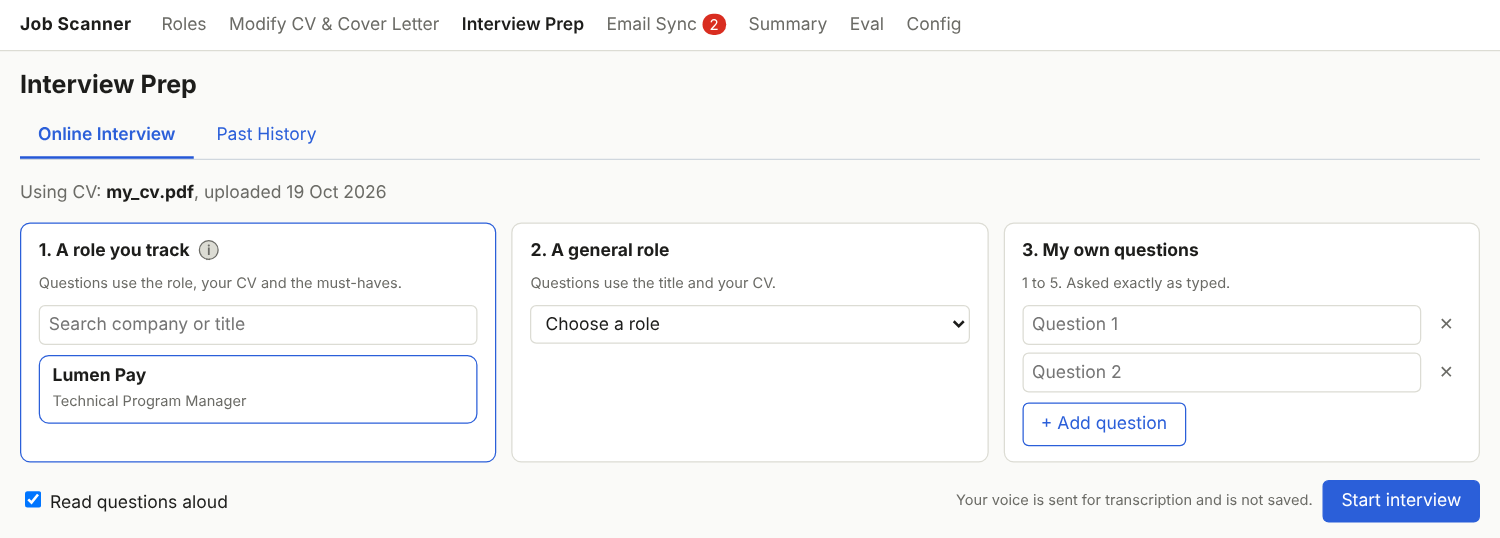 Job Scanner Roles Modify CV & Cover Letter Interview Prep Email Sync 2 Summary Eval Config
Interview Prep
Online Interview Past History
Using CV: my_cv.pdf, uploaded 19 Oct 2026
1. A role you track i
Questions use the role, your CV and the must-haves.
Search company or title
Lumen Pay
Technical Program Manager
2. A general role
Questions use the title and your CV.
Choose a role
3. My own questions
1 to 5. Asked exactly as typed.
Question 1 ×
Question 2 ×
+ Add question
Read questions aloud
Your voice is sent for transcription and is not saved. Start interview